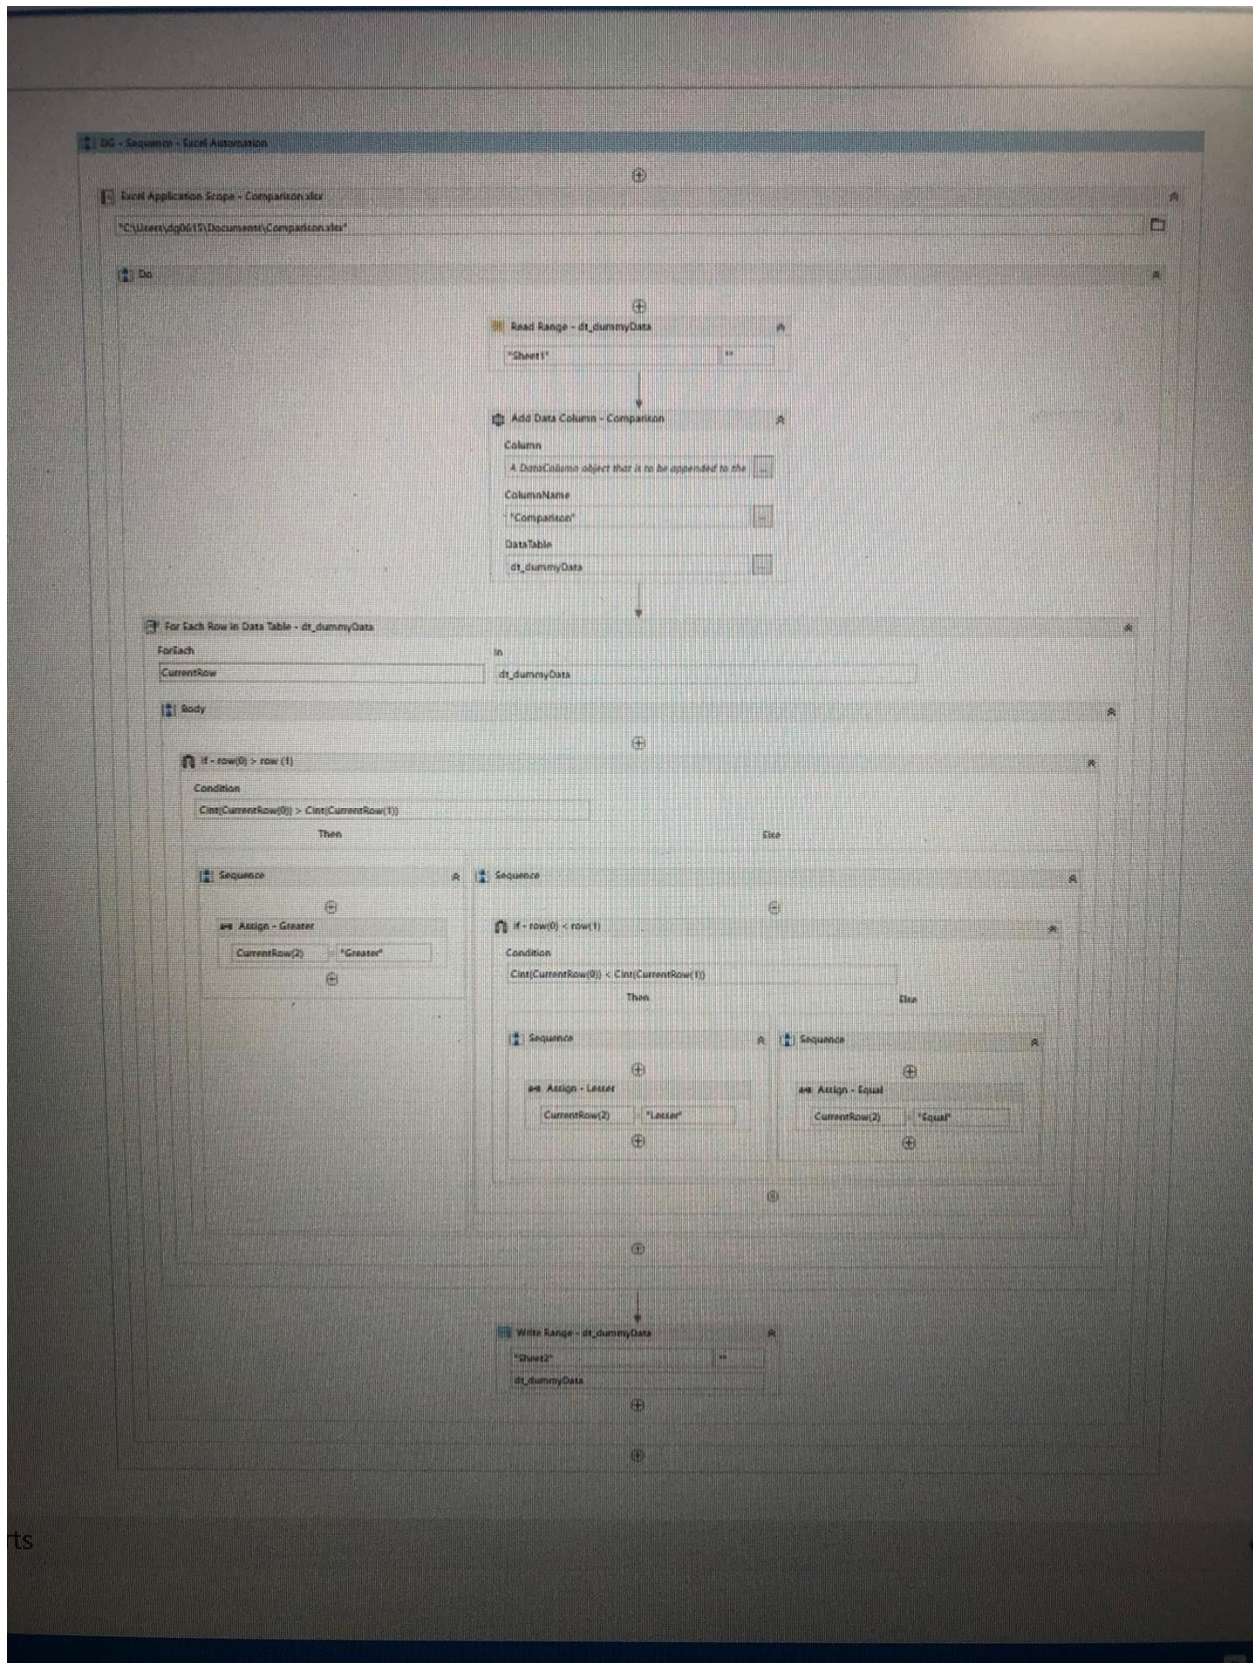 DG - Sequence - Excel Automation
Excel Application Scope - Comparison.xlsx
"C:\Users\dg0615\Documents\Comparison.xlsx"
Do
Read Range - dt_dummyData
"Sheet1" ""
Add Data Column - Comparison
Column
A DataColumn object that is to be appended to the ...
ColumnName
"Comparison" ...
DataTable
dt_dummyData ...
For Each Row in Data Table - dt_dummyData
ForEach In
CurrentRow dt_dummyData
Body
If - row(0) > row (1)
Condition
Cint(CurrentRow(0)) > Cint(CurrentRow(1))
Then Else
Sequence Sequence
Assign - Greater If - row(0) < row(1)
CurrentRow(2) = "Greater" Condition
Cint(CurrentRow(0)) < Cint(CurrentRow(1))
Then Else
Sequence Sequence
Assign - Lesser Assign - Equal
CurrentRow(2) = "Lesser" CurrentRow(2) = "Equal"
Write Range - dt_dummyData
"Sheet2" ""
dt_dummyData
rts